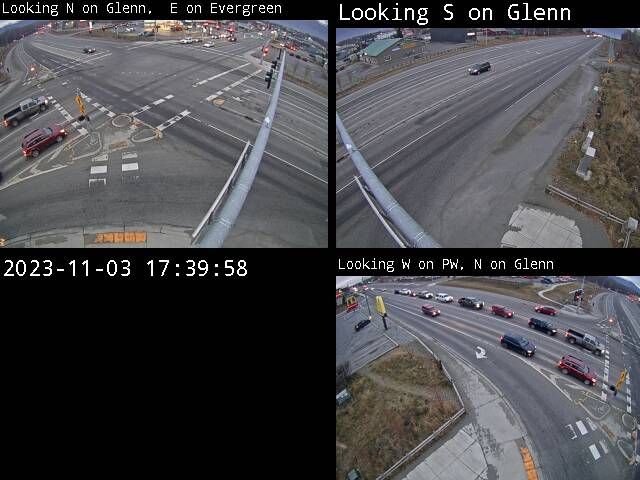 Looking N on Glenn,  E on Evergreen
Looking S on Glenn
2023-11-03 17:39:58
Looking W on PW, N on Glenn